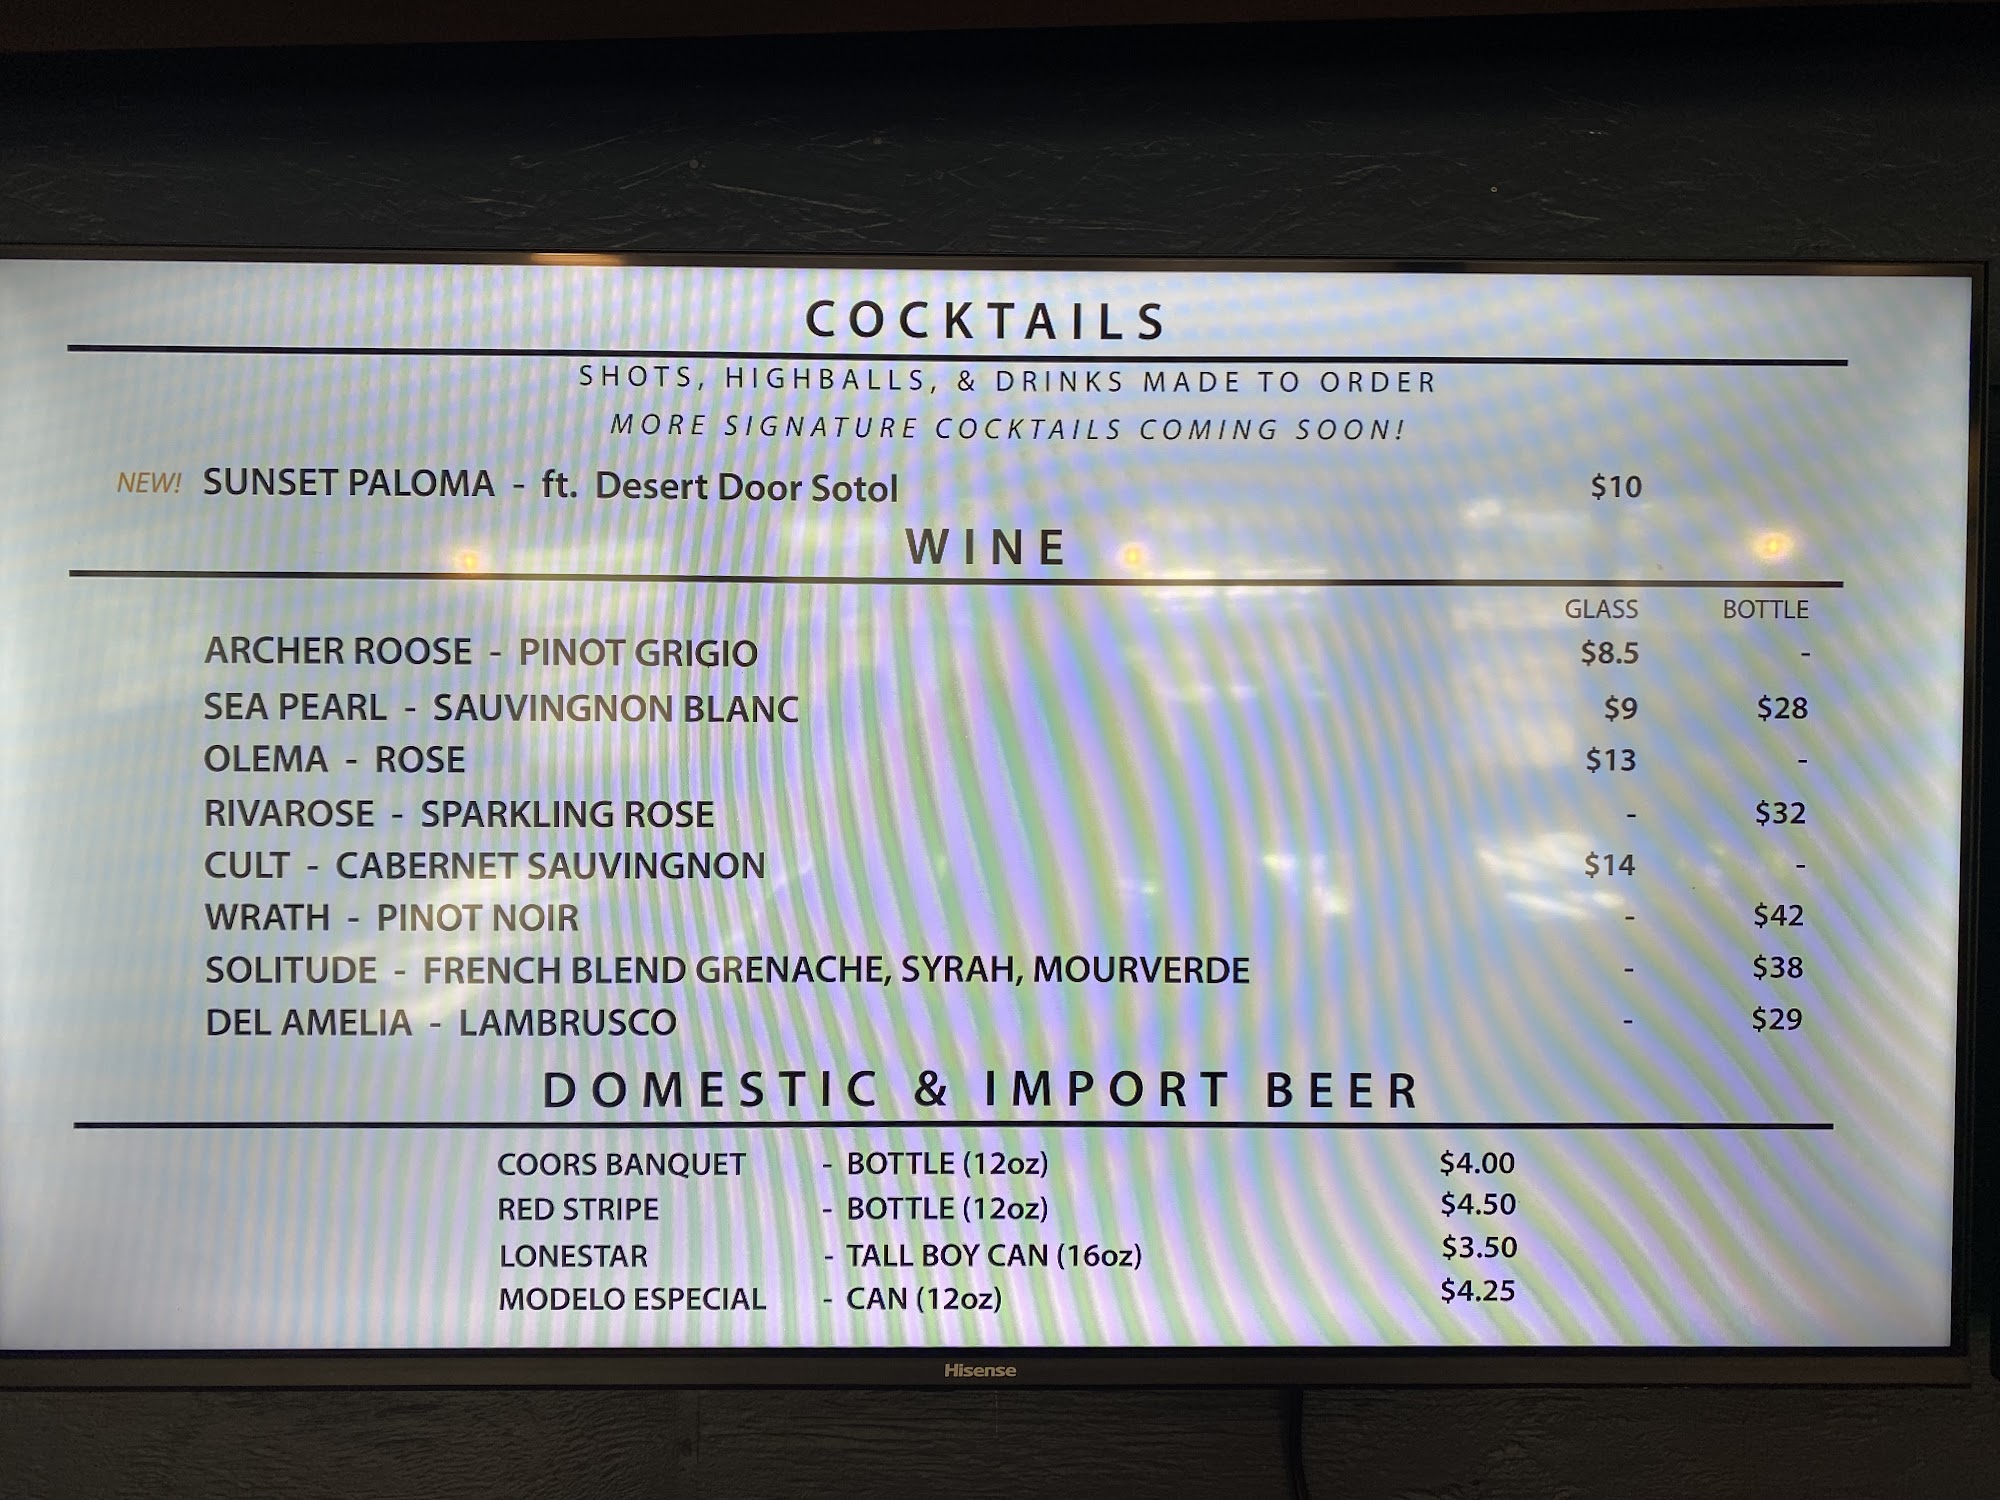 COCKTAILS
SHOTS, HIGHBALLS, & DRINKS MADE TO ORDER
MORE SIGNATURE COCKTAILS COMING SOON!
NEW! SUNSET PALOMA - ft. Desert Door Sotol $10
WINE
GLASS BOTTLE
ARCHER ROOSE - PINOT GRIGIO $8.5 -
SEA PEARL - SAUVINGNON BLANC $9 $28
OLEMA - ROSE $13 -
RIVAROSE - SPARKLING ROSE - $32
CULT - CABERNET SAUVINGNON $14 -
WRATH - PINOT NOIR - $42
SOLITUDE - FRENCH BLEND GRENACHE, SYRAH, MOURVERDE - $38
DEL AMELIA - LAMBRUSCO - $29
DOMESTIC & IMPORT BEER
COORS BANQUET - BOTTLE (12oz) $4.00
RED STRIPE - BOTTLE (12oz) $4.50
LONESTAR - TALL BOY CAN (16oz) $3.50
MODELO ESPECIAL - CAN (12oz) $4.25
Hisense